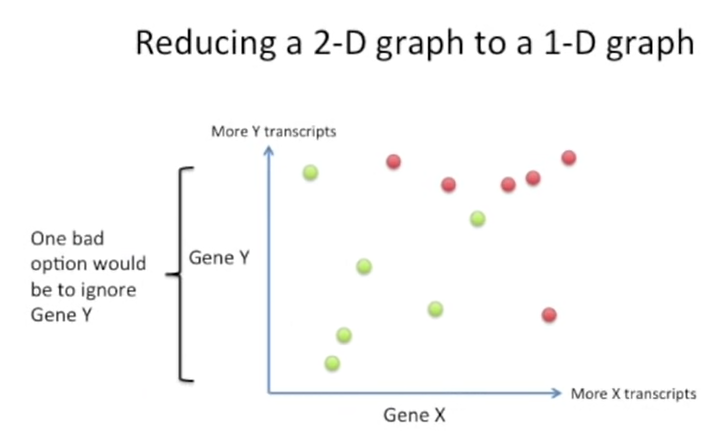 Reducing a 2-D graph to a 1-D graph
More Y transcripts
One bad
option would
be to ignore
Gene Y
Gene Y
More X transcripts
Gene X